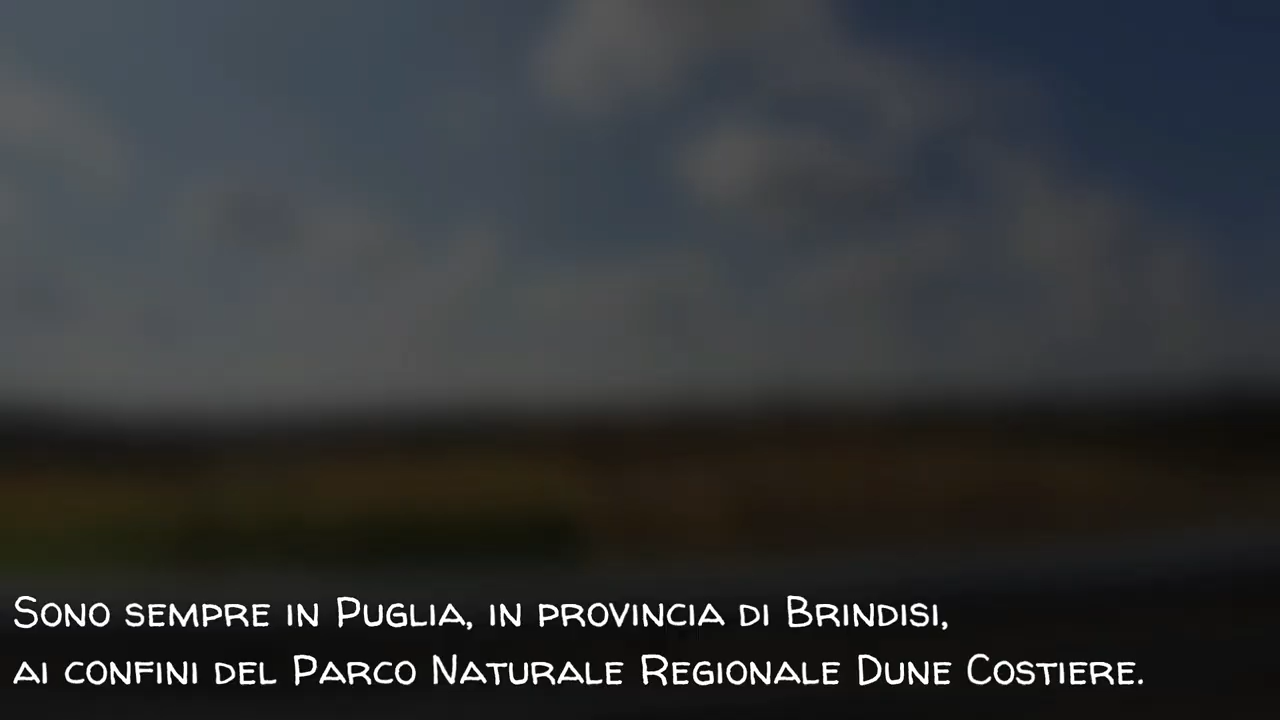 Sono sempre in Puglia, in provincia di Brindisi,
ai confini del Parco Naturale Regionale Dune Costiere.